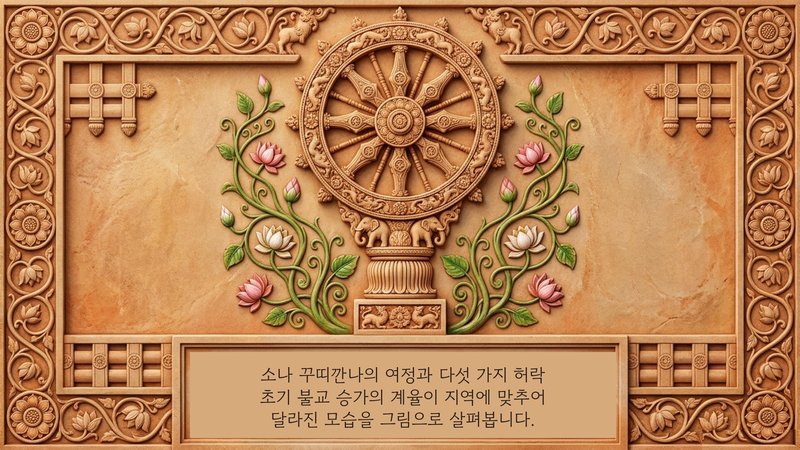 소나 꾸띠깐나의 여정과 다섯 가지 허락
초기 불교 승가의 계율이 지역에 맞추어
달라진 모습을 그림으로 살펴봅니다.